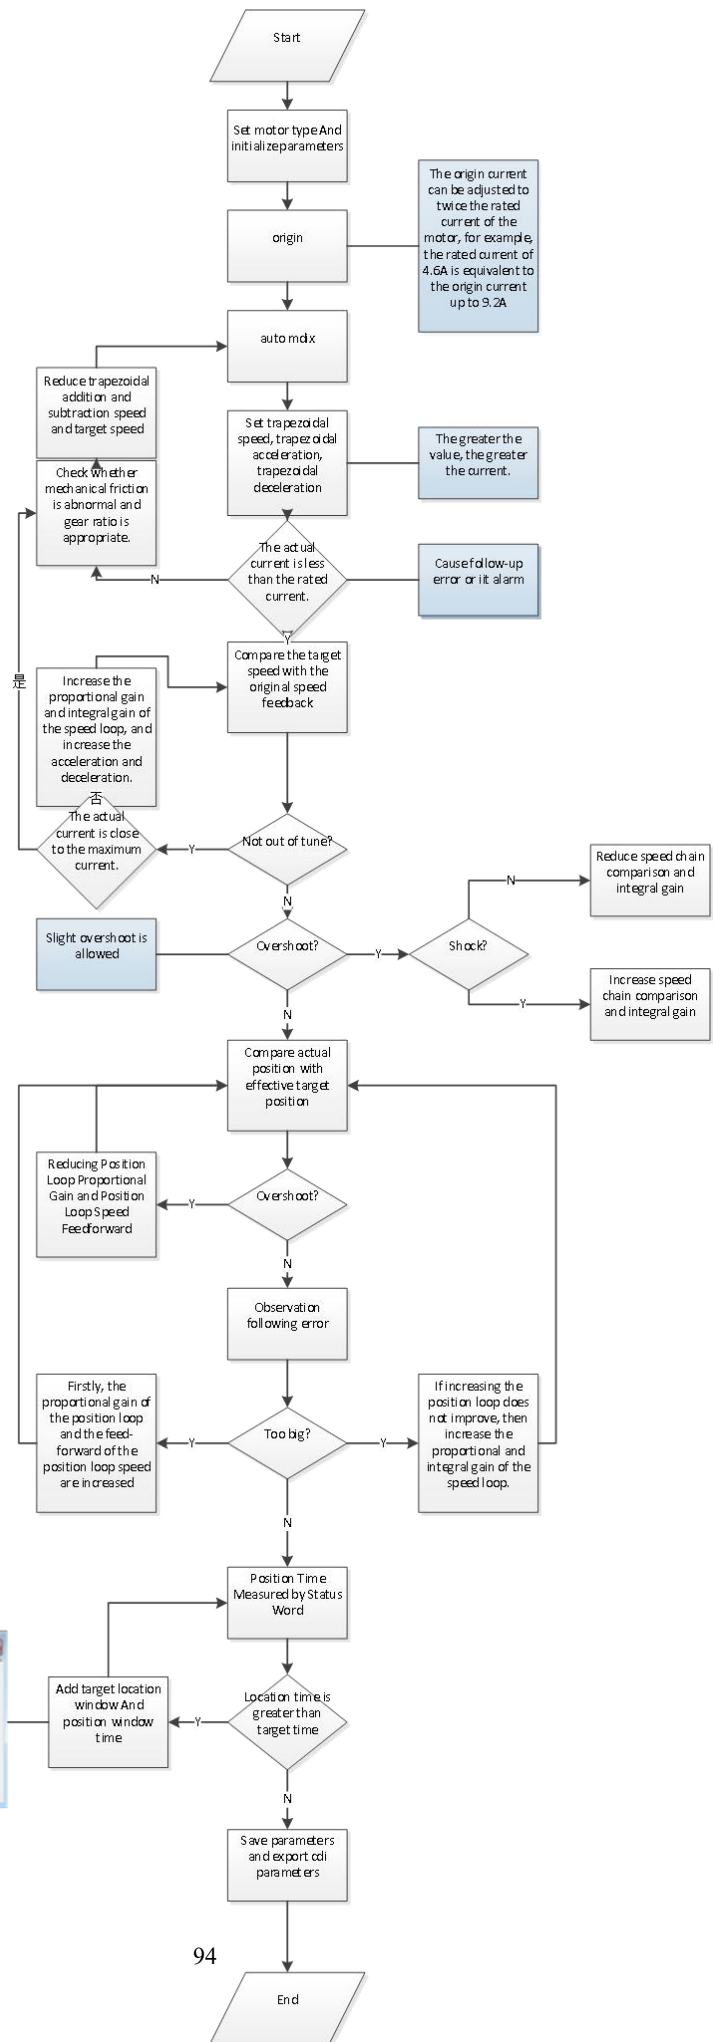 Start
Set motor type And
initialize parameters
origin
The origin current
can be adjusted to
twice the rated
current of the
motor, for example,
the rated current of
4.6A is equivalent to
the origin current
up to 9.2A
auto mdix
Reduce trapezoidal
addition and
subtraction speed
and target speed
Set trapezoidal
speed, trapezoidal
acceleration,
trapezoidal
deceleration
The greater the
value, the greater
the current.
Check whether
mechanical friction
is abnormal and
gear ratio is
appropriate.
The actual
current is less
than the rated
current.
N
Cause follow-up
error or iit alarm
Y
Compare the target
speed with the
original speed
feedback
是
Increase the
proportional gain
and integral gain of
the speed loop, and
increase the
acceleration and
deceleration.
否
The actual
current is close
to the maximum
current.
Y
Not out of tune?
N
Reduce speed chain
comparison and
integral gain
N
Slight overshoot is
allowed
Overshoot?
Y
Shock?
Y
Increase speed
chain comparison
and integral gain
N
Compare actual
position with
effective target
position
Reducing Position
Loop Proportional
Gain and Position
Loop Speed
Feedforward
Y
Overshoot?
N
Observation
following error
Firstly, the
proportional gain of
the position loop
and the feed-
forward of the
position loop speed
are increased
Y
Too big?
Y
If increasing the
position loop does
not improve, then
increase the
proportional and
integral gain of the
speed loop.
N
Position Time
Measured by Status
Word
Add target location
window And
position window
time
Y
Location time is
greater than
target time
N
Save parameters
and export cdi
parameters
94
End